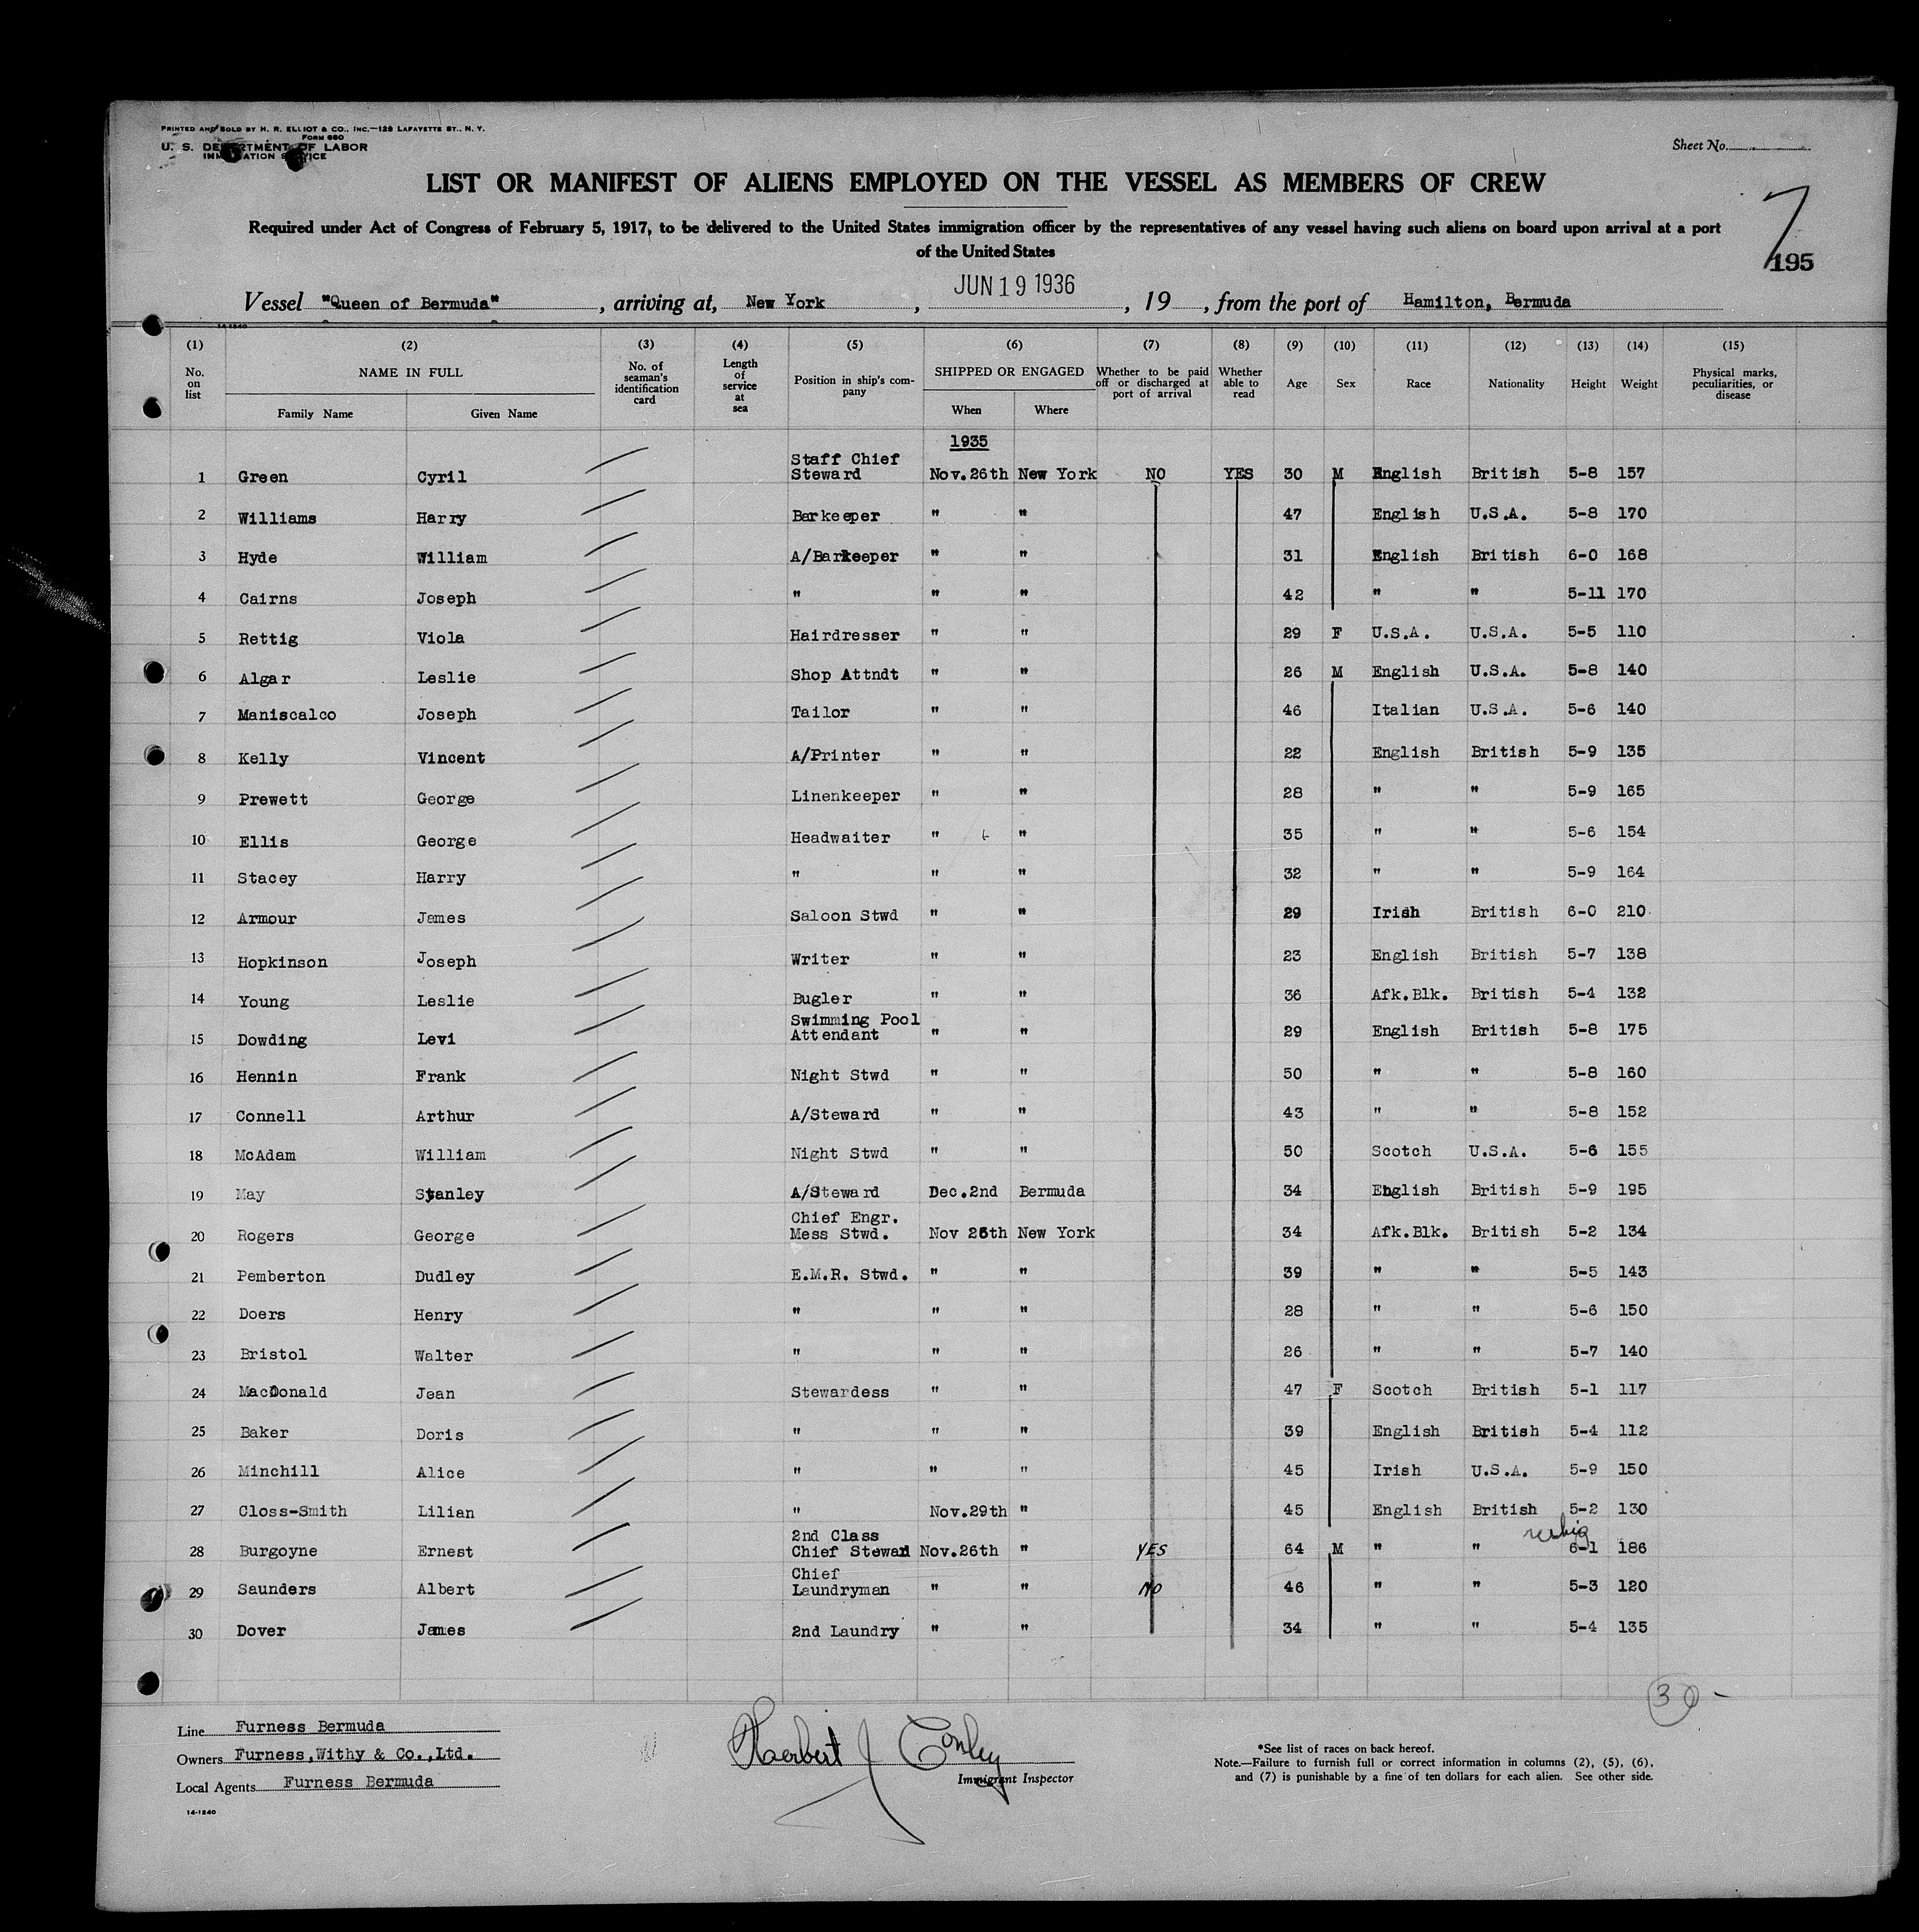 PRINTED AND SOLD BY H. R. ELLIOT & CO., INC.—129 LAFAYETTE ST., N. Y.
FORM 680
U. S. DEPARTMENT OF LABOR
IMMIGRATION SERVICE
Sheet No.
LIST OR MANIFEST OF ALIENS EMPLOYED ON THE VESSEL AS MEMBERS OF CREW
7
Required under Act of Congress of February 5, 1917, to be delivered to the United States immigration officer by the representatives of any vessel having such aliens on board upon arrival at a port
of the United States
195
Vessel "Queen of Bermuda", arriving at, New York, JUN 19 1936, 19, from the port of Hamilton, Bermuda
14-1240
(1) (2) (3) (4) (5) (6) (7) (8) (9) (10) (11) (12) (13) (14) (15)
No. on list NAME IN FULL Family Name Given Name No. of seaman's identification card Length of service at sea Position in ship's company SHIPPED OR ENGAGED When Where Whether to be paid off or discharged at port of arrival Whether able to read Age Sex Race Nationality Height Weight Physical marks, peculiarities, or disease
1935
1 Green Cyril Staff Chief Steward Nov.26th New York NO YES 30 M English British 5-8 157
2 Williams Harry Barkeeper " " 47 English U.S.A. 5-8 170
3 Hyde William A/Barkeeper " " 31 English British 6-0 168
4 Cairns Joseph " " " 42 " " 5-11 170
5 Rettig Viola Hairdresser " " 29 F U.S.A. U.S.A. 5-5 110
6 Algar Leslie Shop Attndt " " 26 M English U.S.A. 5-8 140
7 Maniscalco Joseph Tailor " " 46 Italian U.S.A. 5-6 140
8 Kelly Vincent A/Printer " " 22 English British 5-9 135
9 Prewett George Linenkeeper " " 28 " " 5-9 165
10 Ellis George Headwaiter " " 35 " " 5-6 154
11 Stacey Harry " " " 32 " " 5-9 164
12 Armour James Saloon Stwd " " 29 Irish British 6-0 210
13 Hopkinson Joseph Writer " " 23 English British 5-7 138
14 Young Leslie Bugler " " 36 Afk.Blk. British 5-4 132
15 Dowding Levi Swimming Pool Attendant " " 29 English British 5-8 175
16 Hennin Frank Night Stwd " " 50 " " 5-8 160
17 Connell Arthur A/Steward " " 43 " " 5-8 152
18 McAdam William Night Stwd " " 50 Scotch U.S.A. 5-6 155
19 May Stanley A/Steward Dec.2nd Bermuda 34 English British 5-9 195
20 Rogers George Chief Engr. Mess Stwd. Nov 26th New York 34 Afk.Blk. British 5-2 134
21 Pemberton Dudley E.M.R. Stwd. " " 39 " " 5-5 143
22 Doers Henry " " " 28 " " 5-6 150
23 Bristol Walter " " " 26 " " 5-7 140
24 MacDonald Jean Stewardess " " 47 F Scotch British 5-1 117
25 Baker Doris " " " 39 English British 5-4 112
26 Minchill Alice " " " 45 Irish U.S.A. 5-9 150
27 Closs-Smith Lilian " Nov.29th " 45 English British 5-2 130
28 Burgoyne Ernest 2nd Class Chief Steward Nov.26th " YES 64 M " " 6-1 186
29 Saunders Albert Chief Laundryman " " NO 46 " " 5-3 120
30 Dover James 2nd Laundry " " 34 " " 5-4 135
30 -
Line Furness Bermuda
Owners Furness, Withy & Co., Ltd.
Local Agents Furness Bermuda
14-1240
Herbert J Conley
Immigrant Inspector
*See list of races on back hereof.
Note.—Failure to furnish full or correct information in columns (2), (5), (6),
and (7) is punishable by a fine of ten dollars for each alien. See other side.